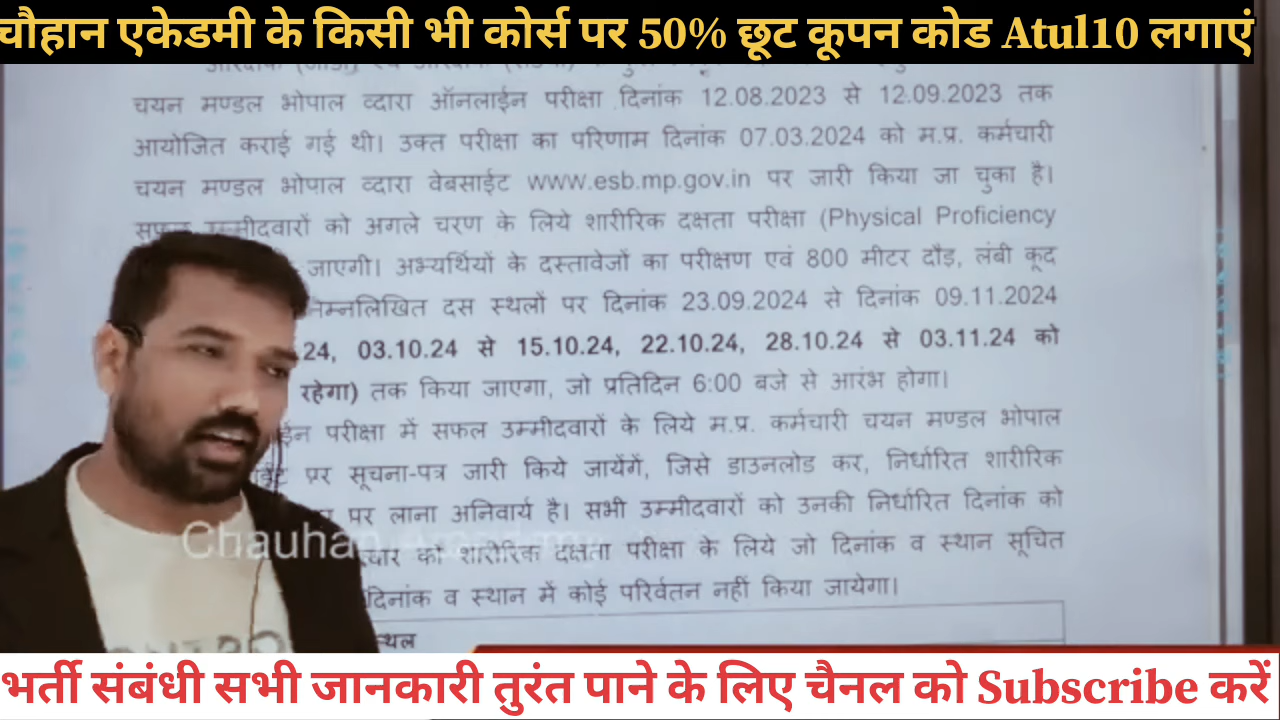 चौहान एकेडमी के किसी भी कोर्स पर 50% छूट कूपन कोड Atul10 लगाएं
चयन मण्डल भोपाल व्दारा ऑनलाईन परीक्षा दिनांक 12.08.2023 से 12.09.2023 तक
आयोजित कराई गई थी। उक्त परीक्षा का परिणाम दिनांक 07.03.2024 को म.प्र. कर्मचारी
चयन मण्डल भोपाल व्दारा वेबसाईट www.esb.mp.gov.in पर जारी किया जा चुका है।
को अगले चरण के लिये शारीरिक दक्षता परीक्षा (Physical Proficiency
जाएगी। अभ्यर्थियों के दस्तावेजों का परीक्षण एवं 800 मीटर दौड़, लंबी कूद
दस स्थलों पर दिनांक 23.09.2024 से दिनांक 09.11.2024
24, 03.10.24 से 15.10.24, 22.10.24, 28.10.24 से 03.11.24 को
रहेगा) तक किया जाएगा, जो प्रतिदिन 6:00 बजे से आरंभ होगा।
परीक्षा में सफल उम्मीदवारों के लिये म.प्र. कर्मचारी चयन मण्डल भोपाल
पर सूचना-पत्र जारी किये जायेंगें, जिसे डाउनलोड कर, निर्धारित शारीरिक
पर लाना अनिवार्य है। सभी उम्मीदवारों को उनकी निर्धारित दिनांक को
को शारीरिक दक्षता परीक्षा के लिये जो दिनांक व स्थान सूचित
दिनांक व स्थान में कोई परिर्वतन नहीं किया जायेगा।
Chauhan
भर्ती संबंधी सभी जानकारी तुरंत पाने के लिए चैनल को Subscribe करें